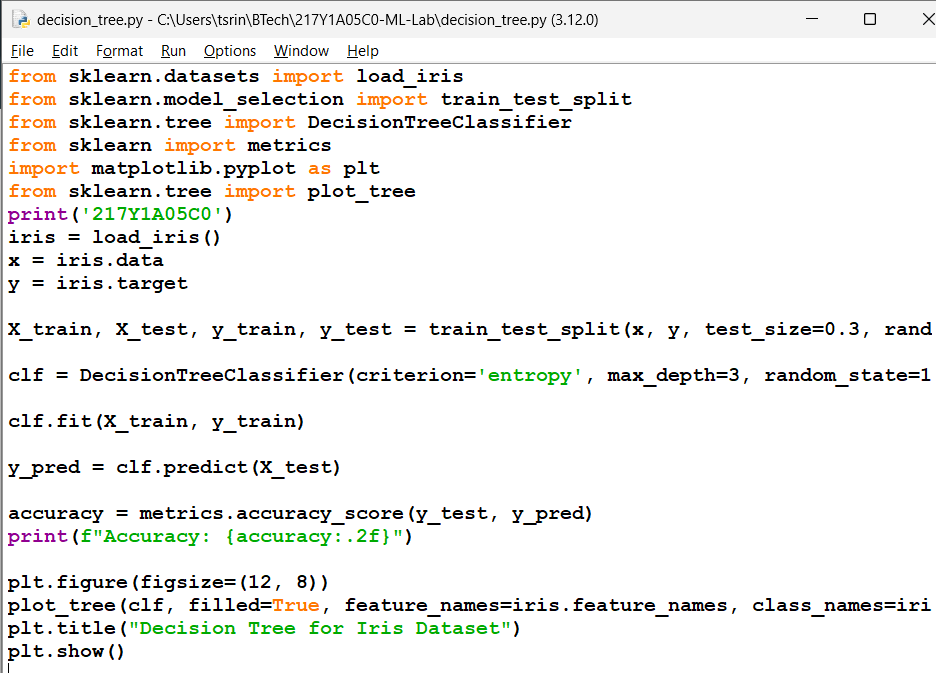 decision_tree.py - C:\Users\tsrin\BTech\217Y1A05C0-ML-Lab\decision_tree.py (3.12.0)
File Edit Format Run Options Window Help
from sklearn.datasets import load_iris
from sklearn.model_selection import train_test_split
from sklearn.tree import DecisionTreeClassifier
from sklearn import metrics
import matplotlib.pyplot as plt
from sklearn.tree import plot_tree
print('217Y1A05C0')
iris = load_iris()
x = iris.data
y = iris.target
X_train, X_test, y_train, y_test = train_test_split(x, y, test_size=0.3, rand
clf = DecisionTreeClassifier(criterion='entropy', max_depth=3, random_state=1
clf.fit(X_train, y_train)
y_pred = clf.predict(X_test)
accuracy = metrics.accuracy_score(y_test, y_pred)
print(f"Accuracy: {accuracy:.2f}")
plt.figure(figsize=(12, 8))
plot_tree(clf, filled=True, feature_names=iris.feature_names, class_names=iri
plt.title("Decision Tree for Iris Dataset")
plt.show()